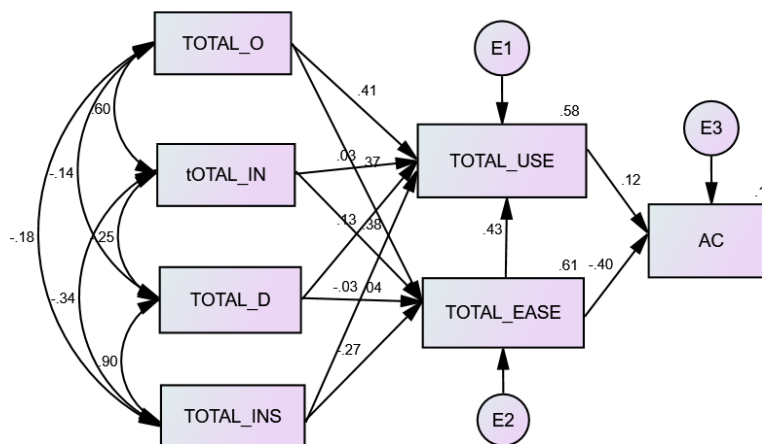 TOTAL_O
E1
.41
.58
E3
.60
tOTAL_IN
.03
.37
TOTAL_USE
.12
-.14
-.18
.25
.13
.38
.43
AC
-.34
TOTAL_D
-.03
.04
.61
-.40
TOTAL_EASE
-.27
.90
TOTAL_INS
E2